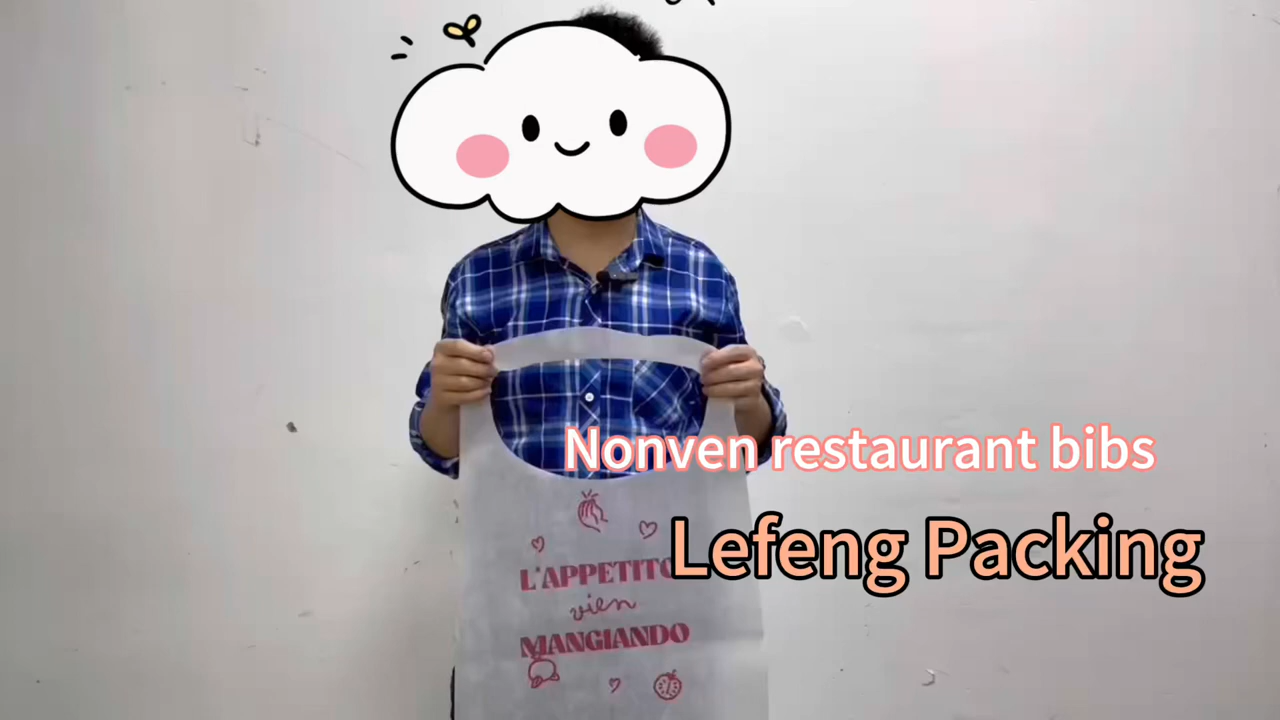 Nonven restaurant bibs
Lefeng Packing
L'APPETITO
vien
MANGIANDO